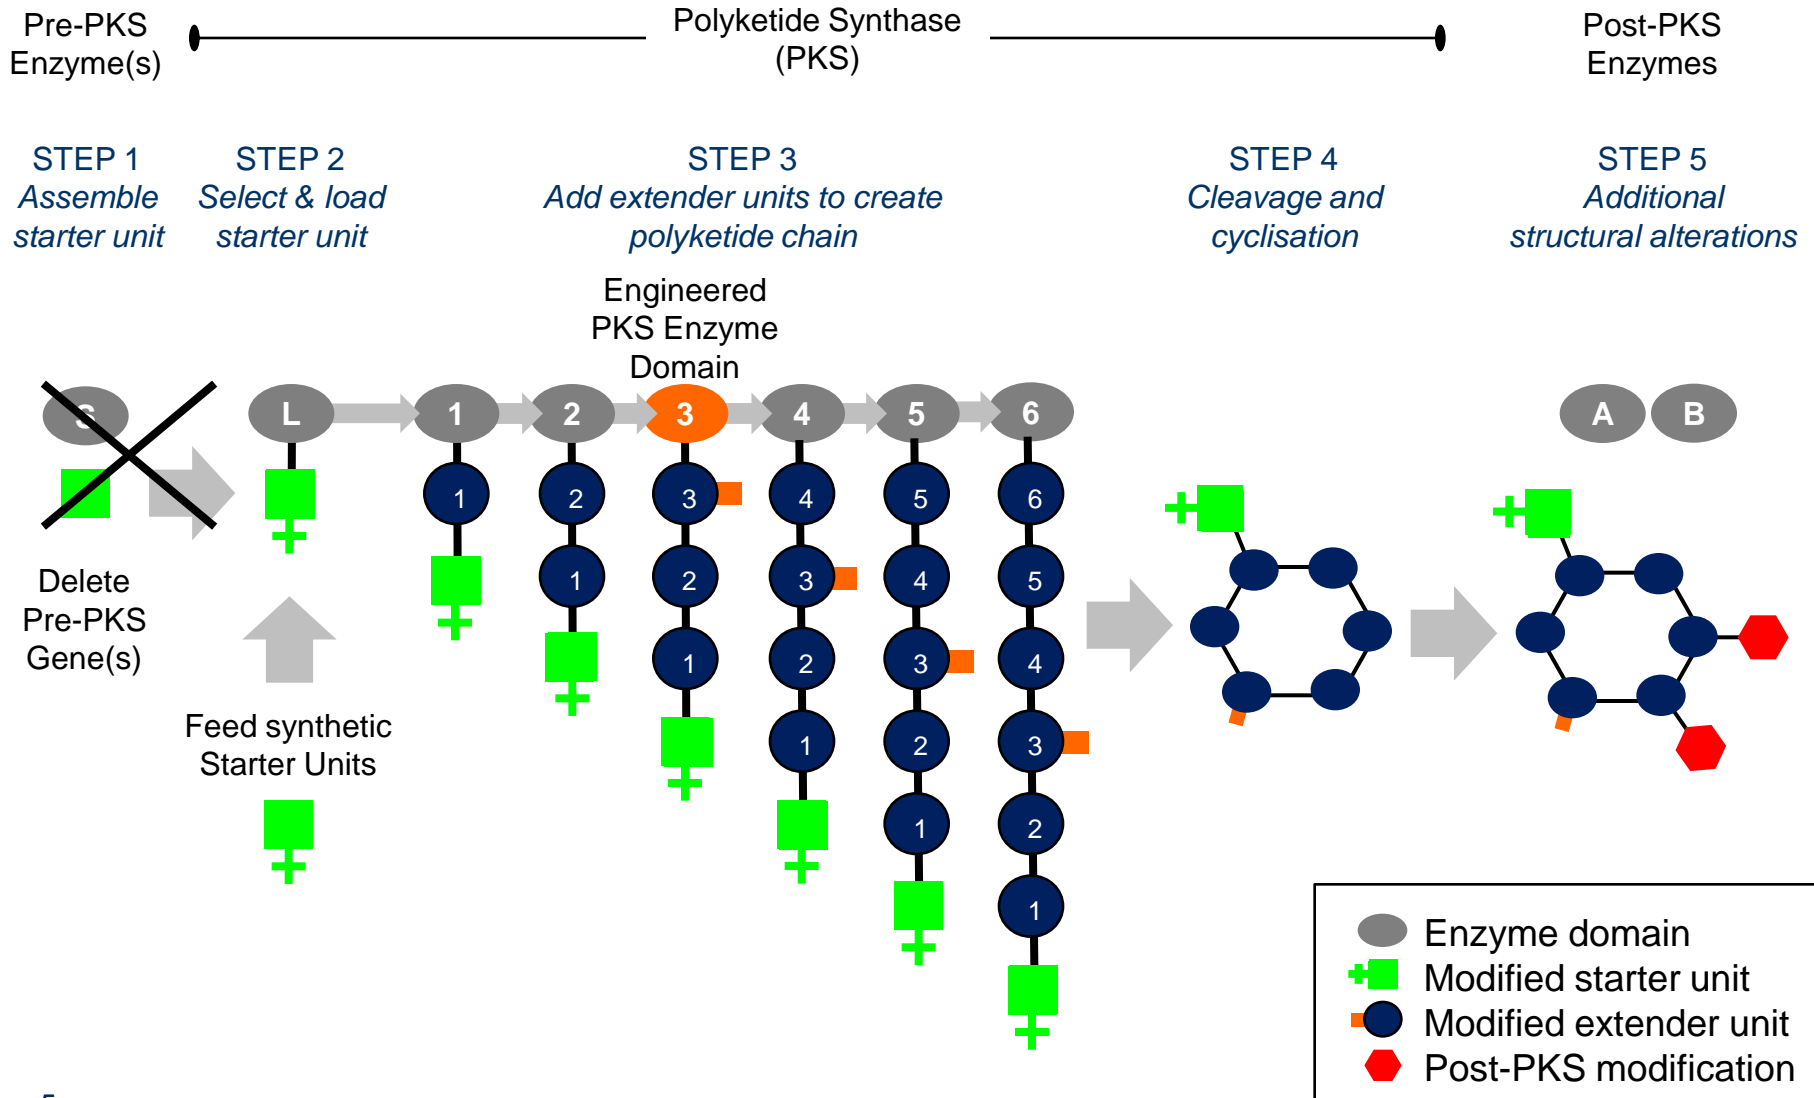 Pre-PKS
Enzyme(s)
Polyketide Synthase
(PKS)
Post-PKS
Enzymes
STEP 1
Assemble
starter unit
STEP 2
Select & load
starter unit
STEP 3
Add extender units to create
polyketide chain
STEP 4
Cleavage and
cyclisation
STEP 5
Additional
structural alterations
Engineered
PKS Enzyme
Domain
S
L
1
2
3
4
5
6
A
B
1
2
3
4
5
6
1
2
3
4
5
1
2
3
4
1
2
3
1
2
1
Delete
Pre-PKS
Gene(s)
Feed synthetic
Starter Units
Enzyme domain
Modified starter unit
Modified extender unit
Post-PKS modification